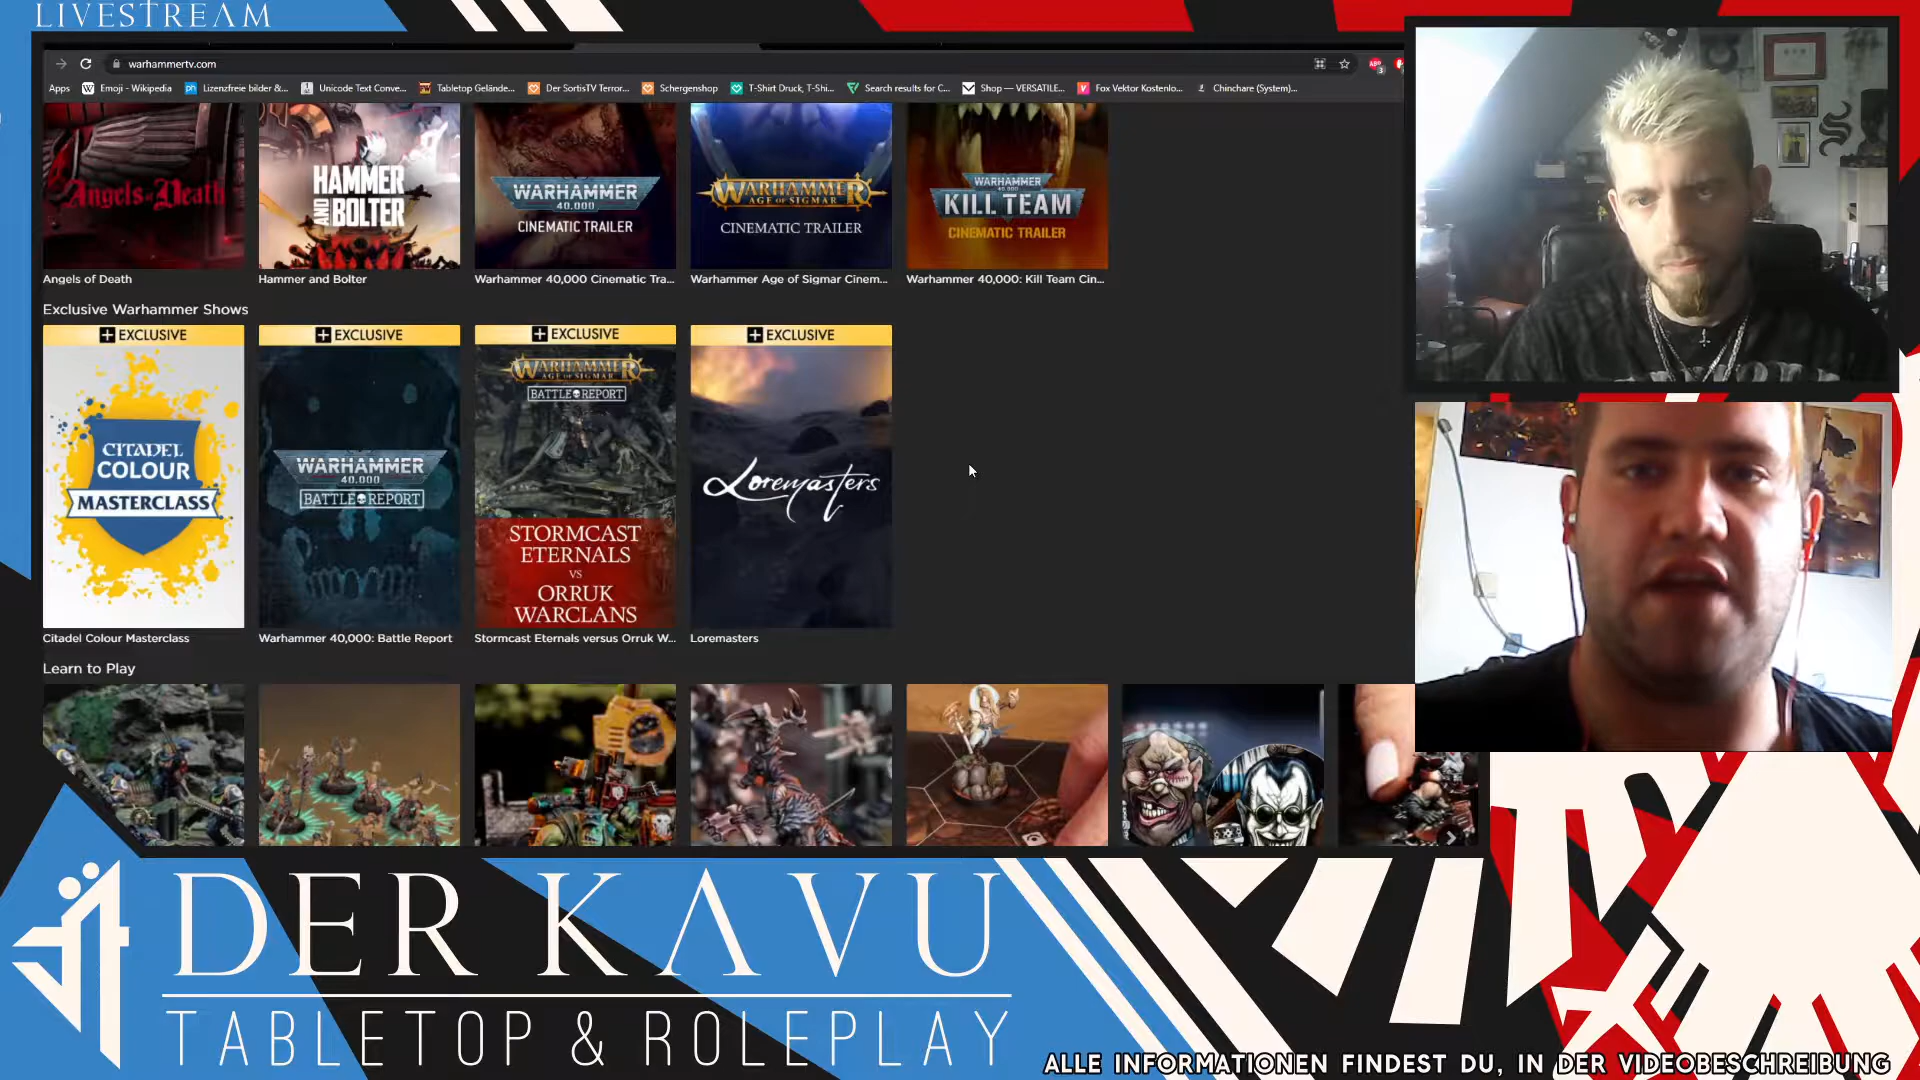 LIVESTREAM
warhammertv.com
Apps
Emoji - Wikipedia
Lizenzfreie bilder &...
Unicode Text Conve...
Tabletop Gelände...
Der SortisTV Terror...
Schergenshop
T-Shirt Druck, T-Shi...
Search results for C...
Shop — VERSATILE...
Fox Vektor Kostenlo...
Chinchare (System)...
Angels of Death
HAMMER
AND BOLTER
WARHAMMER
40,000
CINEMATIC TRAILER
WARHAMMER
AGE OF SIGMAR
CINEMATIC TRAILER
WARHAMMER
40,000
KILL TEAM
CINEMATIC TRAILER
Angels of Death
Hammer and Bolter
Warhammer 40,000 Cinematic Tra...
Warhammer Age of Sigmar Cinem...
Warhammer 40,000: Kill Team Cin...
Exclusive Warhammer Shows
+ EXCLUSIVE
+ EXCLUSIVE
+ EXCLUSIVE
+ EXCLUSIVE
CITADEL
COLOUR
MASTERCLASS
WARHAMMER
40,000
BATTLE REPORT
WARHAMMER
AGE OF SIGMAR
BATTLE REPORT
STORMCAST
ETERNALS
VS
ORRUK
WARCLANS
Loremasters
Citadel Colour Masterclass
Warhammer 40,000: Battle Report
Stormcast Eternals versus Orruk W...
Loremasters
Learn to Play
DER KAVU
TABLETOP & ROLEPLAY
ALLE INFORMATIONEN FINDEST DU, IN DER VIDEOBESCHREIBUNG